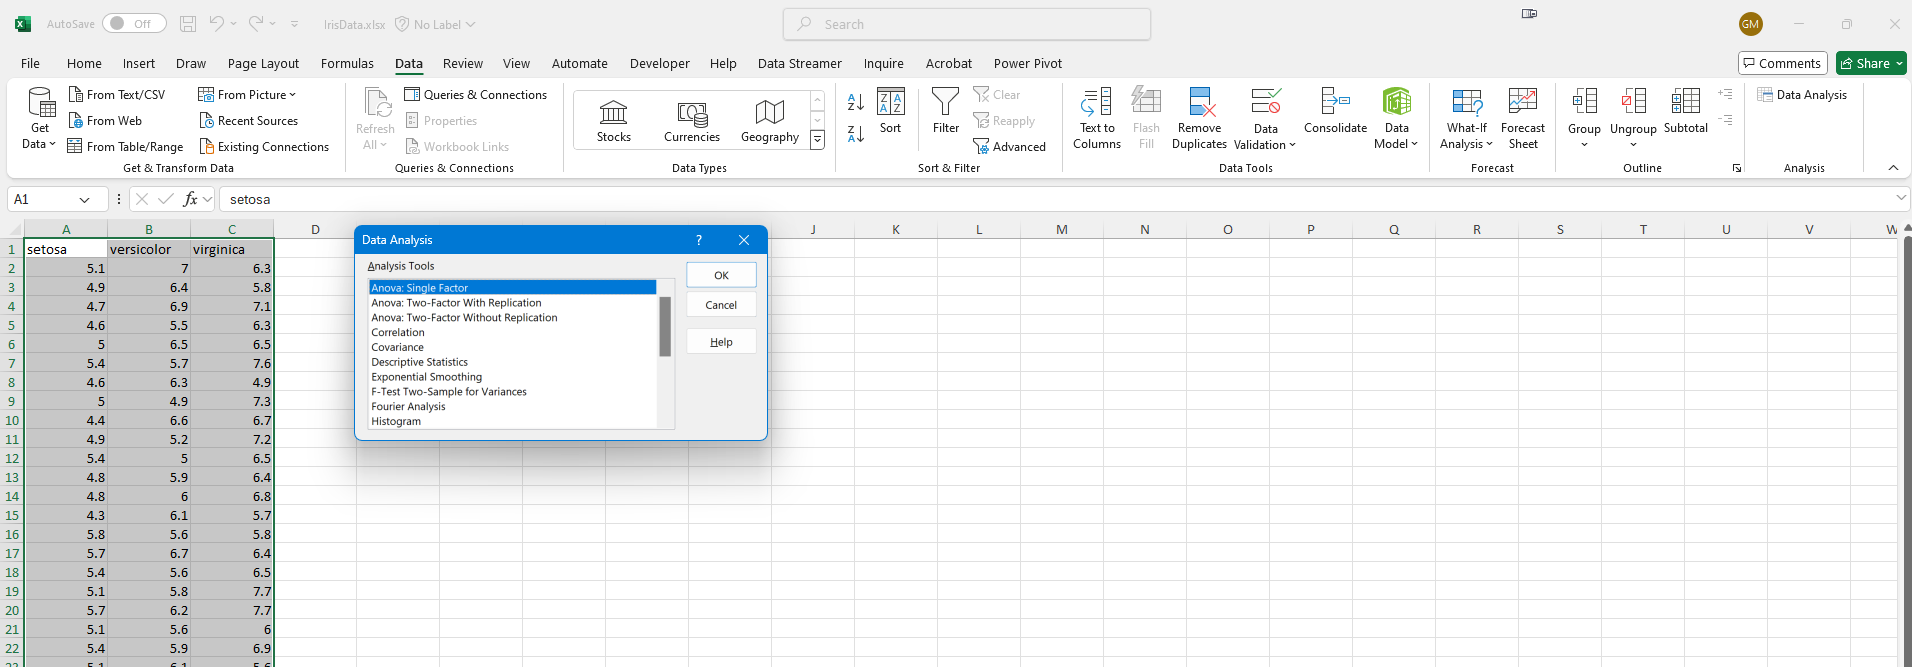 AutoSave Off IrisData.xlsx No Label Search GM
File Home Insert Draw Page Layout Formulas Data Review View Automate Developer Help Data Streamer Inquire Acrobat Power Pivot Comments Share
Get Data
From Text/CSV
From Web
From Table/Range
From Picture
Recent Sources
Existing Connections
Get & Transform Data
Refresh All
Queries & Connections
Properties
Workbook Links
Queries & Connections
Stocks
Currencies
Geography
Data Types
Sort
Filter
Clear
Reapply
Advanced
Sort & Filter
Text to Columns
Flash Fill
Remove Duplicates
Data Validation
Consolidate
Data Model
Data Tools
What-If Analysis
Forecast Sheet
Forecast
Group
Ungroup
Subtotal
Outline
Data Analysis
Analysis
A1 fx setosa
A B C D J K L M N O P Q R S T U V W
1 setosa versicolor virginica
2 5.1 7 6.3
3 4.9 6.4 5.8
4 4.7 6.9 7.1
5 4.6 5.5 6.3
6 5 6.5 6.5
7 5.4 5.7 7.6
8 4.6 6.3 4.9
9 5 4.9 7.3
10 4.4 6.6 6.7
11 4.9 5.2 7.2
12 5.4 5 6.5
13 4.8 5.9 6.4
14 4.8 6 6.8
15 4.3 6.1 5.7
16 5.8 5.6 5.8
17 5.7 6.7 6.4
18 5.4 5.6 6.5
19 5.1 5.8 7.7
20 5.7 6.2 7.7
21 5.1 5.6 6
22 5.4 5.9 6.9
Data Analysis ?
Analysis Tools
Anova: Single Factor
Anova: Two-Factor With Replication
Anova: Two-Factor Without Replication
Correlation
Covariance
Descriptive Statistics
Exponential Smoothing
F-Test Two-Sample for Variances
Fourier Analysis
Histogram
OK
Cancel
Help